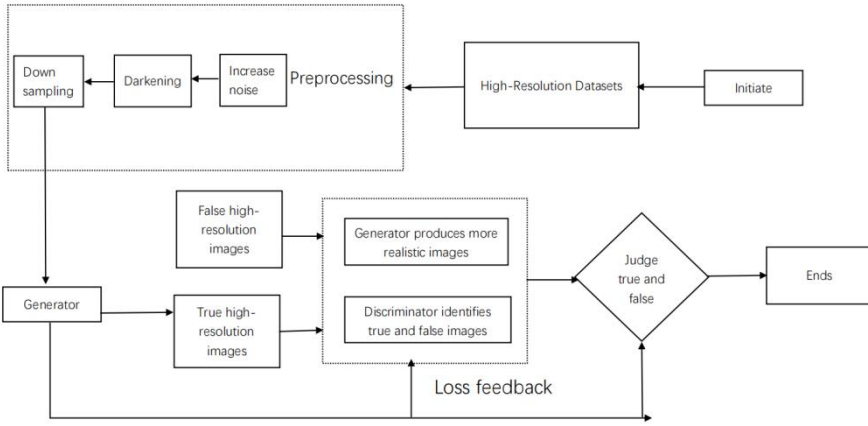 Down
sampling
Darkening
Increase
noise
Preprocessing
High-Resolution Datasets
Initiate
False high-
resolution
images
Generator produces more
realistic images
Judge
true and
false
Ends
Generator
True high-
resolution
images
Discriminator identifies
true and false images
Loss feedback